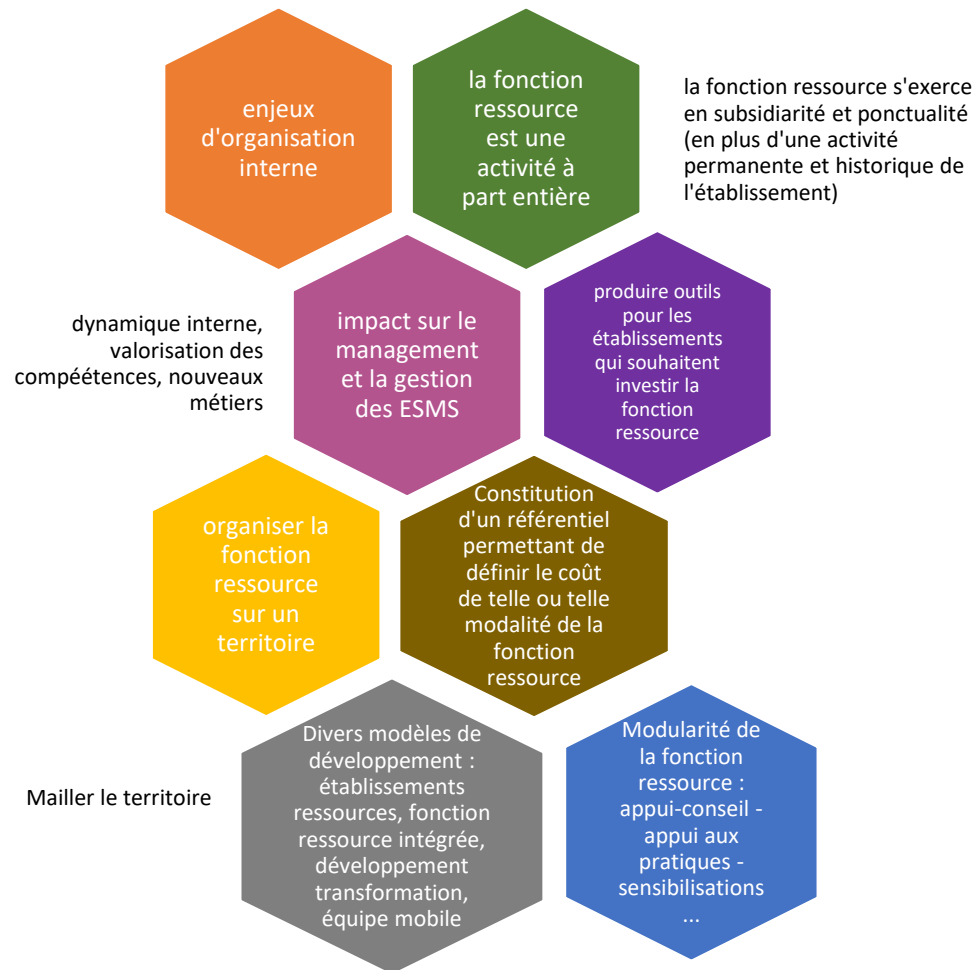 enjeux
d'organisation
interne
la fonction
ressource
est une
activité à
part entière
la fonction ressource s'exerce
en subsidiarité et ponctualité
(en plus d'une activité
permanente et historique de
l'établissement)
dynamique interne,
valorisation des
compéétences, nouveaux
métiers
impact sur le
management
et la gestion
des ESMS
produire outils
pour les
établissements
qui souhaitent
investir la
fonction
ressource
organiser la
fonction
ressource
sur un
territoire
Constitution
d'un référentiel
permettant de
définir le coût
de telle ou telle
modalité de la
fonction
ressource
Mailler le territoire
Divers modèles de
développement :
établissements
ressources, fonction
ressource intégrée,
développement
transformation,
équipe mobile
Modularité de
la fonction
ressource :
appui-conseil -
appui aux
pratiques -
sensibilisations
...